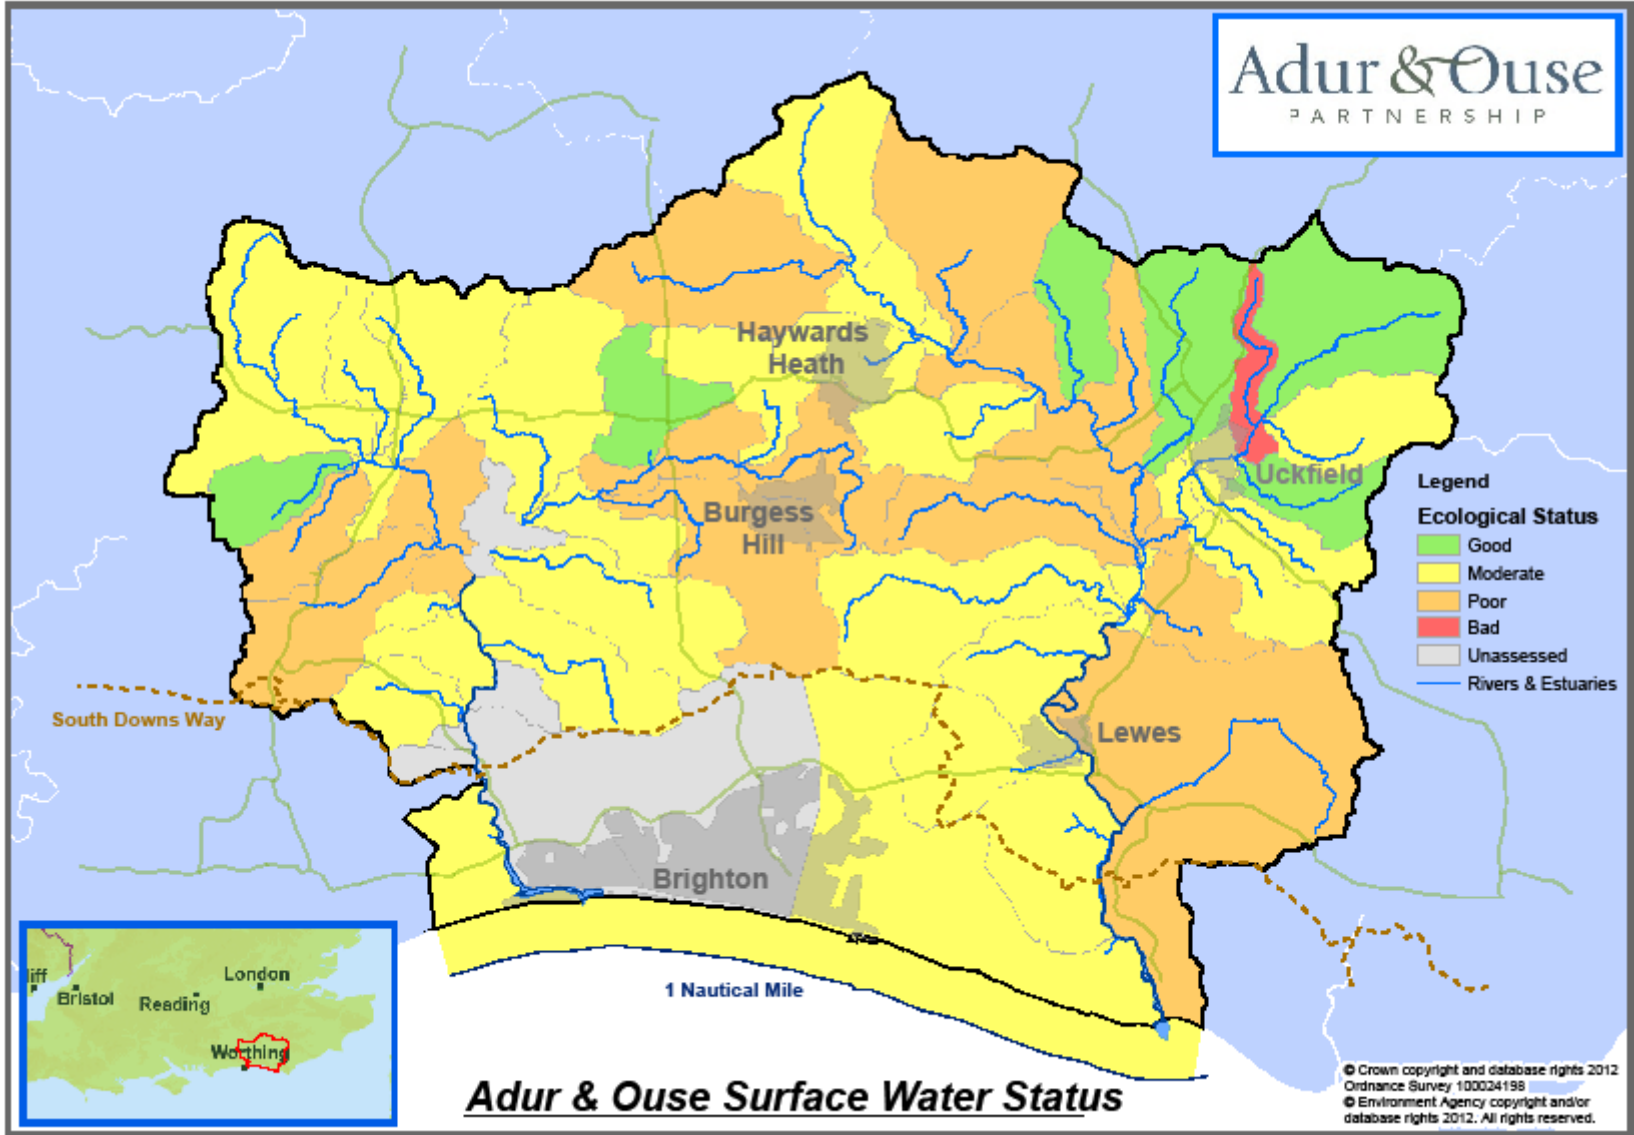 Adur & Ouse
PARTNERSHIP
Haywards
Heath
Burgess
Hill
Uckfield
Legend
Ecological Status
Good
Moderate
Poor
Bad
Unassessed
Rivers & Estuaries
South Downs Way
Lewes
Brighton
1 Nautical Mile
iff
Bristol
Reading
London
Worthing
Adur & Ouse Surface Water Status
© Crown copyright and database rights 2012
Ordnance Survey 100024198
© Environment Agency copyright and/or
database rights 2012. All rights reserved.